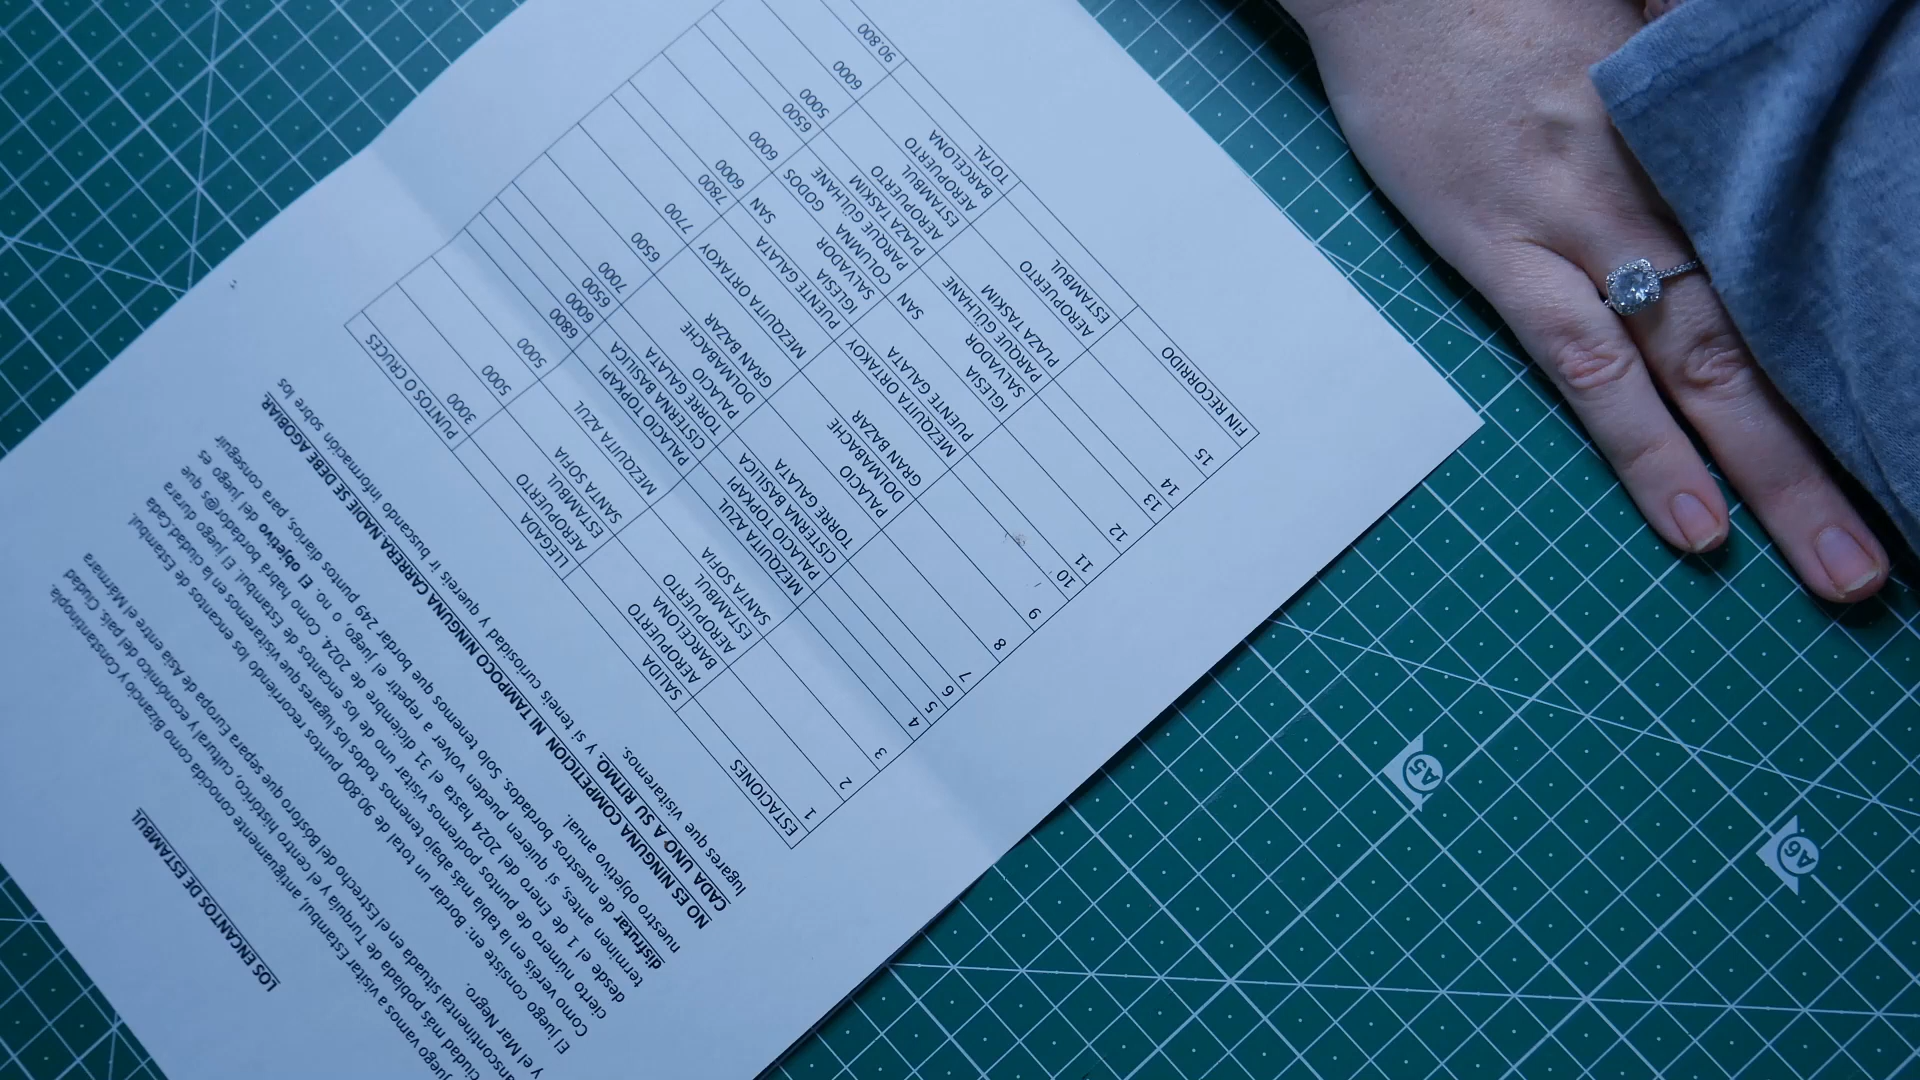 LOS ENCANTOS DE ESTAMBUL
juego vamos a visitar Estambul, antiguamente conocida como Bizancio y Constantinopla.
ciudad más poblada de Turquía y el centro histórico, cultural y económico del país. Ciudad
anscontinental situada en el Estrecho del Bósforo que separa Europa de Asia entre el Mármara
y el Mar Negro.
El juego consiste en: Bordar un total de 90.800 puntos recorriendo los encantos de Estambul.
Como veréis en la tabla más abajo tenemos todos los lugares que visitaremos en la ciudad.Cada
cierto número de puntos podremos visitar uno de los encantos de Estambul. El juego durara
desde el 1 de Enero del 2024 hasta el 31 diciembre de 2024. Como habrá bordador@s que
terminen antes, si quieren pueden volver a repetir el juego o no. El objetivo del juego es
disfrutar de nuestros bordados. Solo tenemos que bordar 249 puntos diarios, para conseguir
nuestro objetivo anual.
NO ES NINGUNA COMPETICION NI TAMPOCO NINGUNA CARRERA NADIE SE DEBE AGOBIAR.
CADA UNO A SU RITMO. y si teneis curiosidad y quereis ir buscando información sobre los
lugares que visitaremos.
ESTACIONES SALIDA LLEGADA PUNTOS O CRUCES
1 AEROPUERTO AEROPUERTO 3000
BARCELONA ESTAMBUL
2 AEROPUERTO SANTA SOFIA 5000
ESTAMBUL
3 SANTA SOFIA MEZQUITA AZUL 5000
4 MEZQUITA AZUL PALACIO TOPKAPI 6800
5 PALACIO TOPKAPI CISTERNA BASILICA 6000
6 CISTERNA BASILICA TORRE GALATA 6500
7 TORRE GALATA PALACIO 7000
DOLMABACHE
8 PALACIO GRAN BAZAR 6500
DOLMABACHE
9 GRAN BAZAR MEZQUITA ORTAKOY 7700
10 MEZQUITA ORTAKOY PUENTE GALATA 7800
11 PUENTE GALATA IGLESIA SAN 6000
SALVADOR
12 IGLESIA SAN COLUMNA GODOS 6000
SALVADOR PARQUE GÜLHANE
13 PARQUE GÜLHANE PLAZA TASKIM 6500
14 PLAZA TASKIM AEROPUERTO 5000
ESTAMBUL
15 AEROPUERTO AEROPUERTO 6000
ESTAMBUL BARCELONA
FIN RECORRIDO TOTAL 90.800
A5
A6